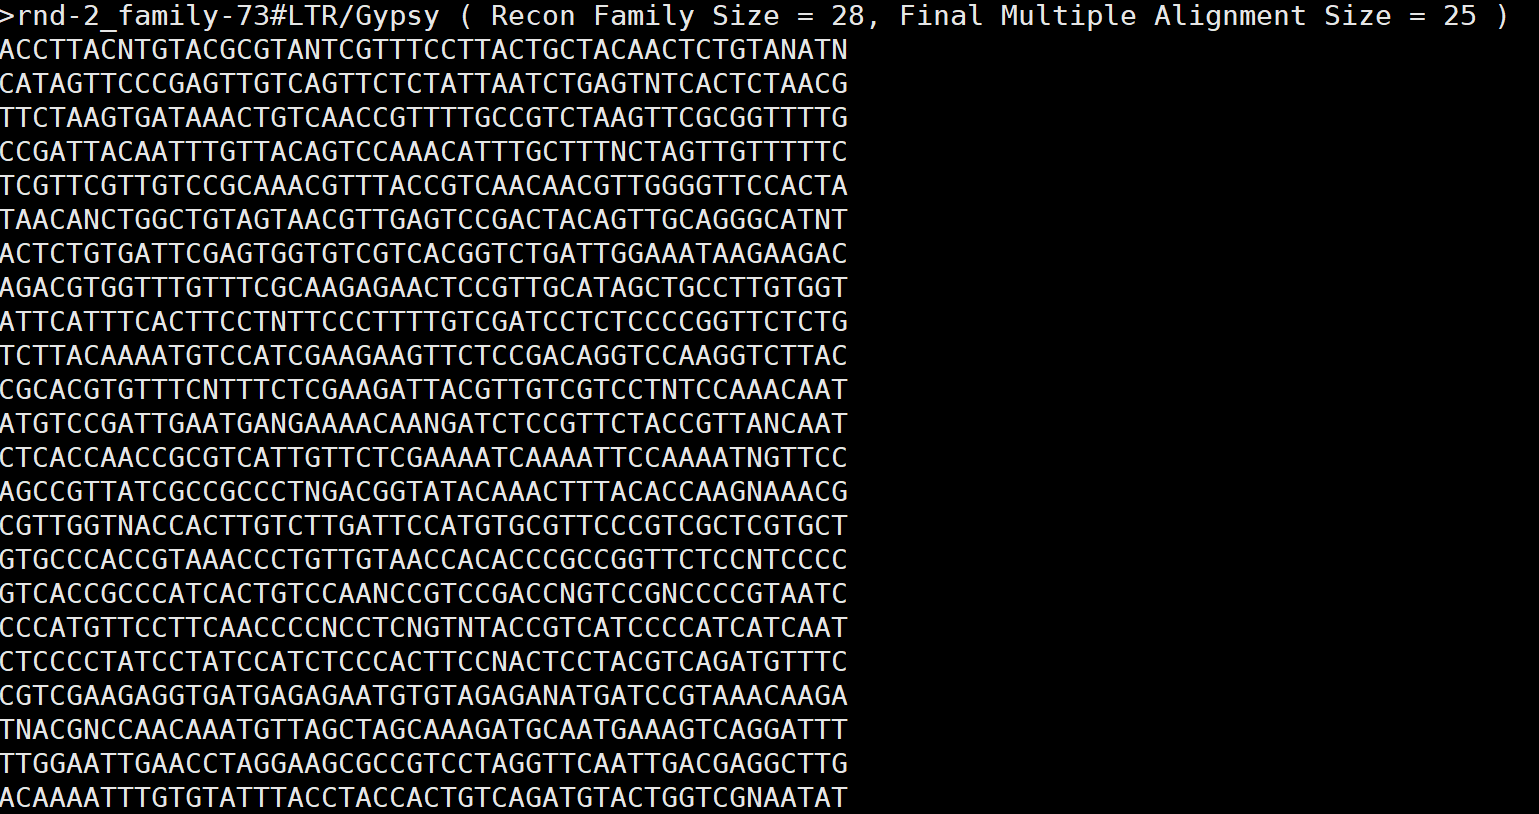 >rnd-2_family-73#LTR/Gypsy ( Recon Family Size = 28, Final Multiple Alignment Size = 25 )
ACCTTACNTGTACGCGTANTCGTTTCCTTACTGCTACAACTCTGTANATN
CATAGTTCCCGAGTTGTCAGTTCTCTATTAATCTGAGTNTCACTCTAACG
TTCTAAGTGATAAACTGTCAACCGTTTTGCCGTCTAAGTTCGCGGTTTTG
CCGATTACAATTTGTTACAGTCCAAACATTTGCTTTNCTAGTTGTTTTTC
TCGTTCGTTGTCCGCAAACGTTTACCGTCAACAACGTTGGGGTTCCACTA
TAACANCTGGCTGTAGTAACGTTGAGTCCGACTACAGTTGCAGGGCATNT
ACTCTGTGATTCGAGTGGTGTCGTCACGGTCTGATTGGAAATAAGAAGAC
AGACGTGGTTTGTTTCGCAAGAGAACTCCGTTGCATAGCTGCCTTGTGGT
ATTCATTTCACTTCCTNTTCCCTTTTGTCGATCCTCTCCCCGGTTCTCTG
TCTTACAAAATGTCCATCGAAGAAGTTCTCCGACAGGTCCAAGGTCTTAC
CGCACGTGTTTCNTTTCTCGAAGATTACGTTGTCGTCCTNTCCAAACAAT
ATGTCCGATTGAATGANGAAAACAANGATCTCCGTTCTACCGTTANCAAT
CTCACCAACCGCGTCATTGTTCTCGAAAATCAAAATTCCAAAATNGTTCC
AGCCGTTATCGCCGCCCTNGACGGTATACAAACTTTACACCAAGNAAACG
CGTTGGTNACCACTTGTCTTGATTCCATGTGCGTTCCCGTCGCTCGTGCT
GTGCCCACCGTAAACCCTGTTGTAACCACACCCGCCGGTTCTCCNTCCCC
GTCACCGCCCATCACTGTCCAANCCGTCCGACCNGTCCGNCCCCGTAATC
CCCATGTTCCTTCAACCCCNCCTCNGTNTACCGTCATCCCCATCATCAAT
CTCCCCTATCCTATCCATCTCCCACTTCCNACTCCTACGTCAGATGTTTC
CGTCGAAGAGGTGATGAGAGAATGTGTAGAGANATGATCCGTAAACAAGA
TNACGNCCAACAAATGTTAGCTAGCAAAGATGCAATGAAAGTCAGGATTT
TTGGAATTGAACCTAGGAAGCGCCGTCCTAGGTTCAATTGACGAGGCTTG
ACAAAATTTGTGTATTTACCTACCACTGTCAGATGTACTGGTCGNAATAT